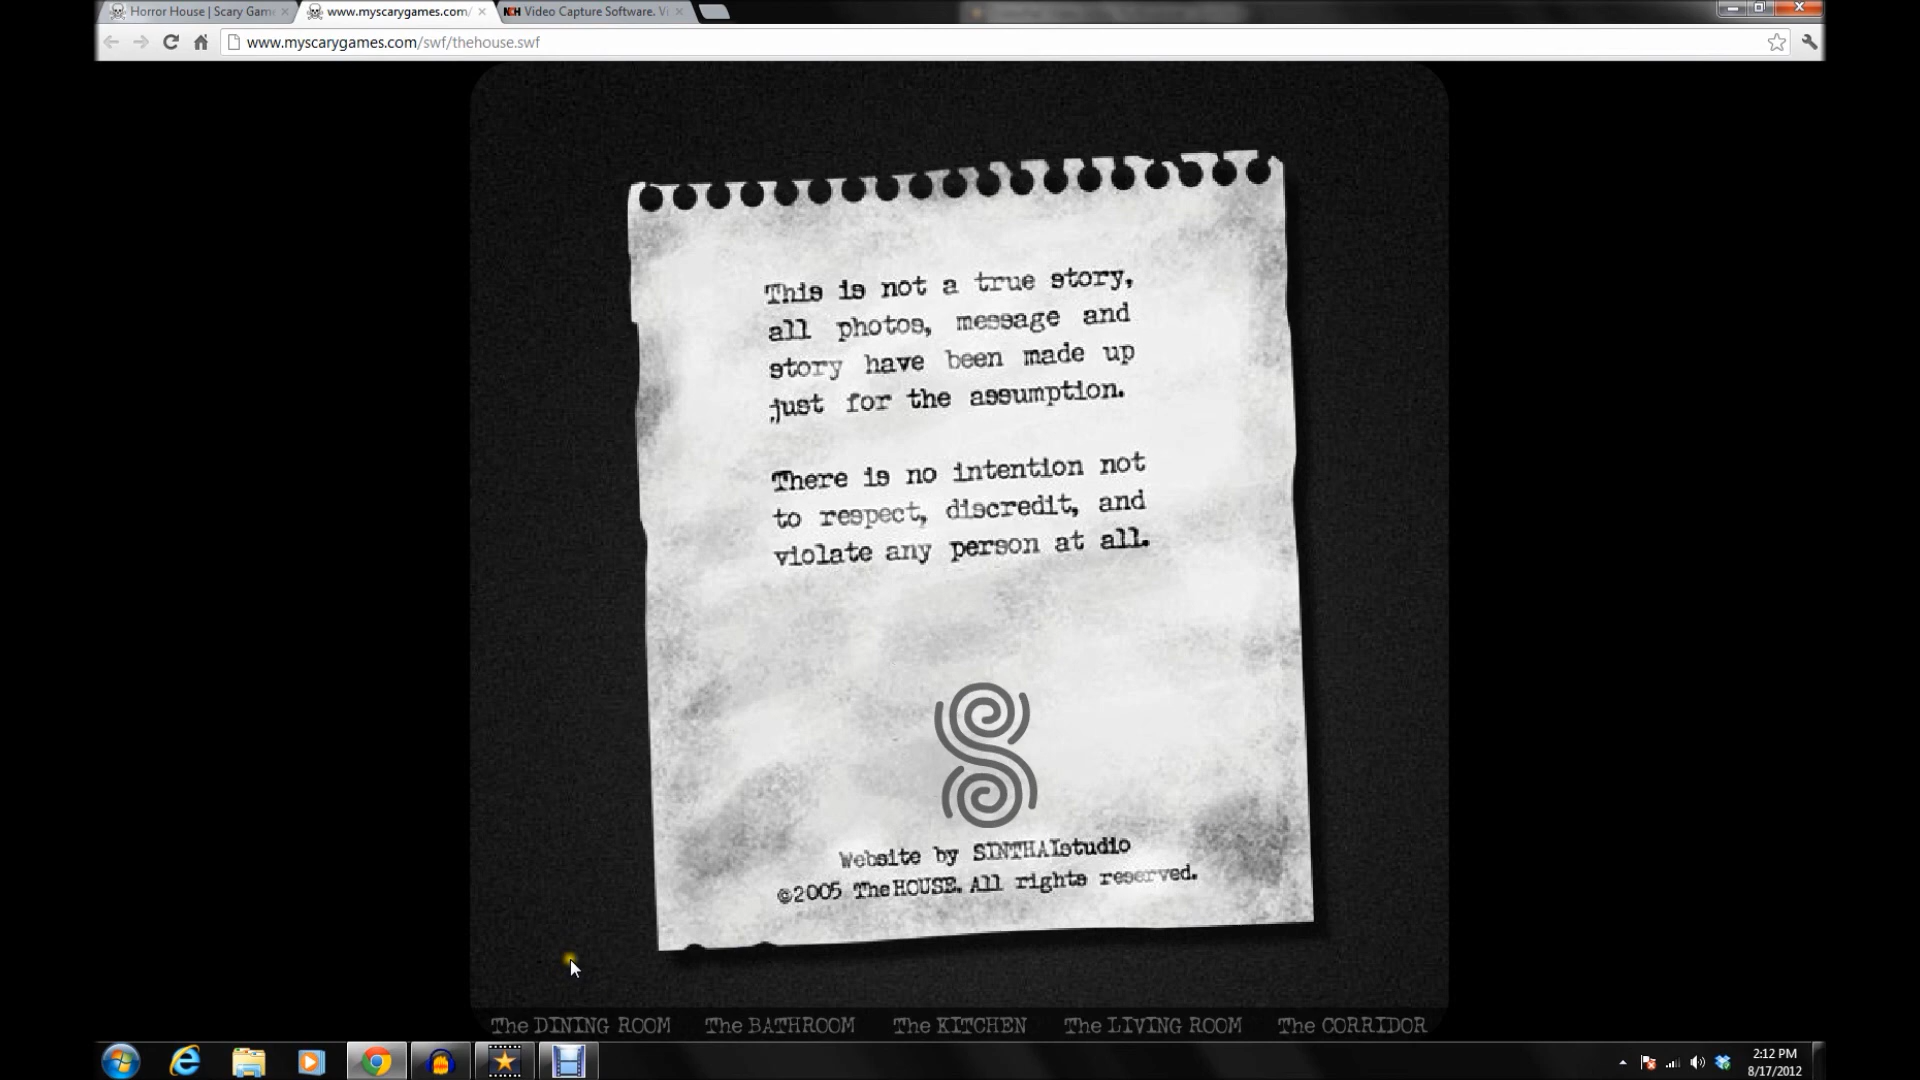 Horror House | Scary Gam
www.myscarygames.com/
NCH Video Capture Software. Vi
www.myscarygames.com/swf/thehouse.swf
This is not a true story,
all photos, message and
story have been made up
just for the assumption.
There is no intention not
to respect, discredit, and
violate any person at all.
Website by SINTHAIstudio
©2005 TheHOUSE. All rights reserved.
The DINING ROOM The BATHROOM The KITCHEN The LIVING ROOM The CORRIDOR
2:12 PM
8/17/2012